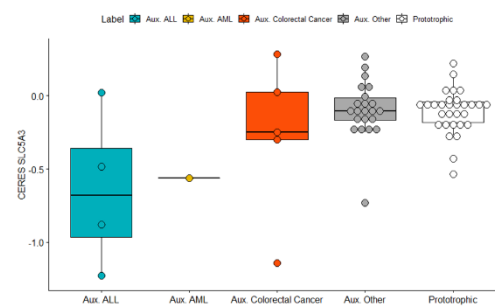 Label Aux. ALL Aux. AML Aux. Colorectal Cancer Aux. Other Prototrophic
CERES SLC5A3
0.0
-0.5
-1.0
Aux. ALL Aux. AML Aux. Colorectal Cancer Aux. Other Prototrophic